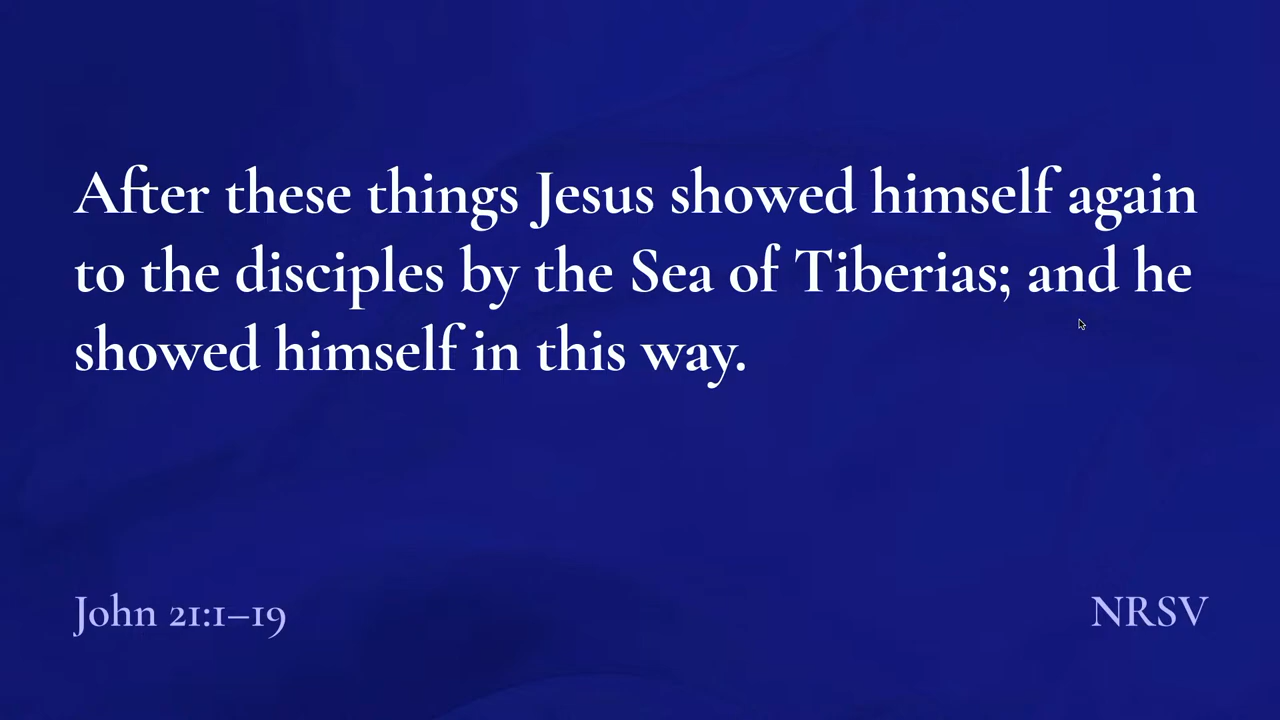 After these things Jesus showed himself again
to the disciples by the Sea of Tiberias; and he
showed himself in this way.
John 21:1–19
NRSV